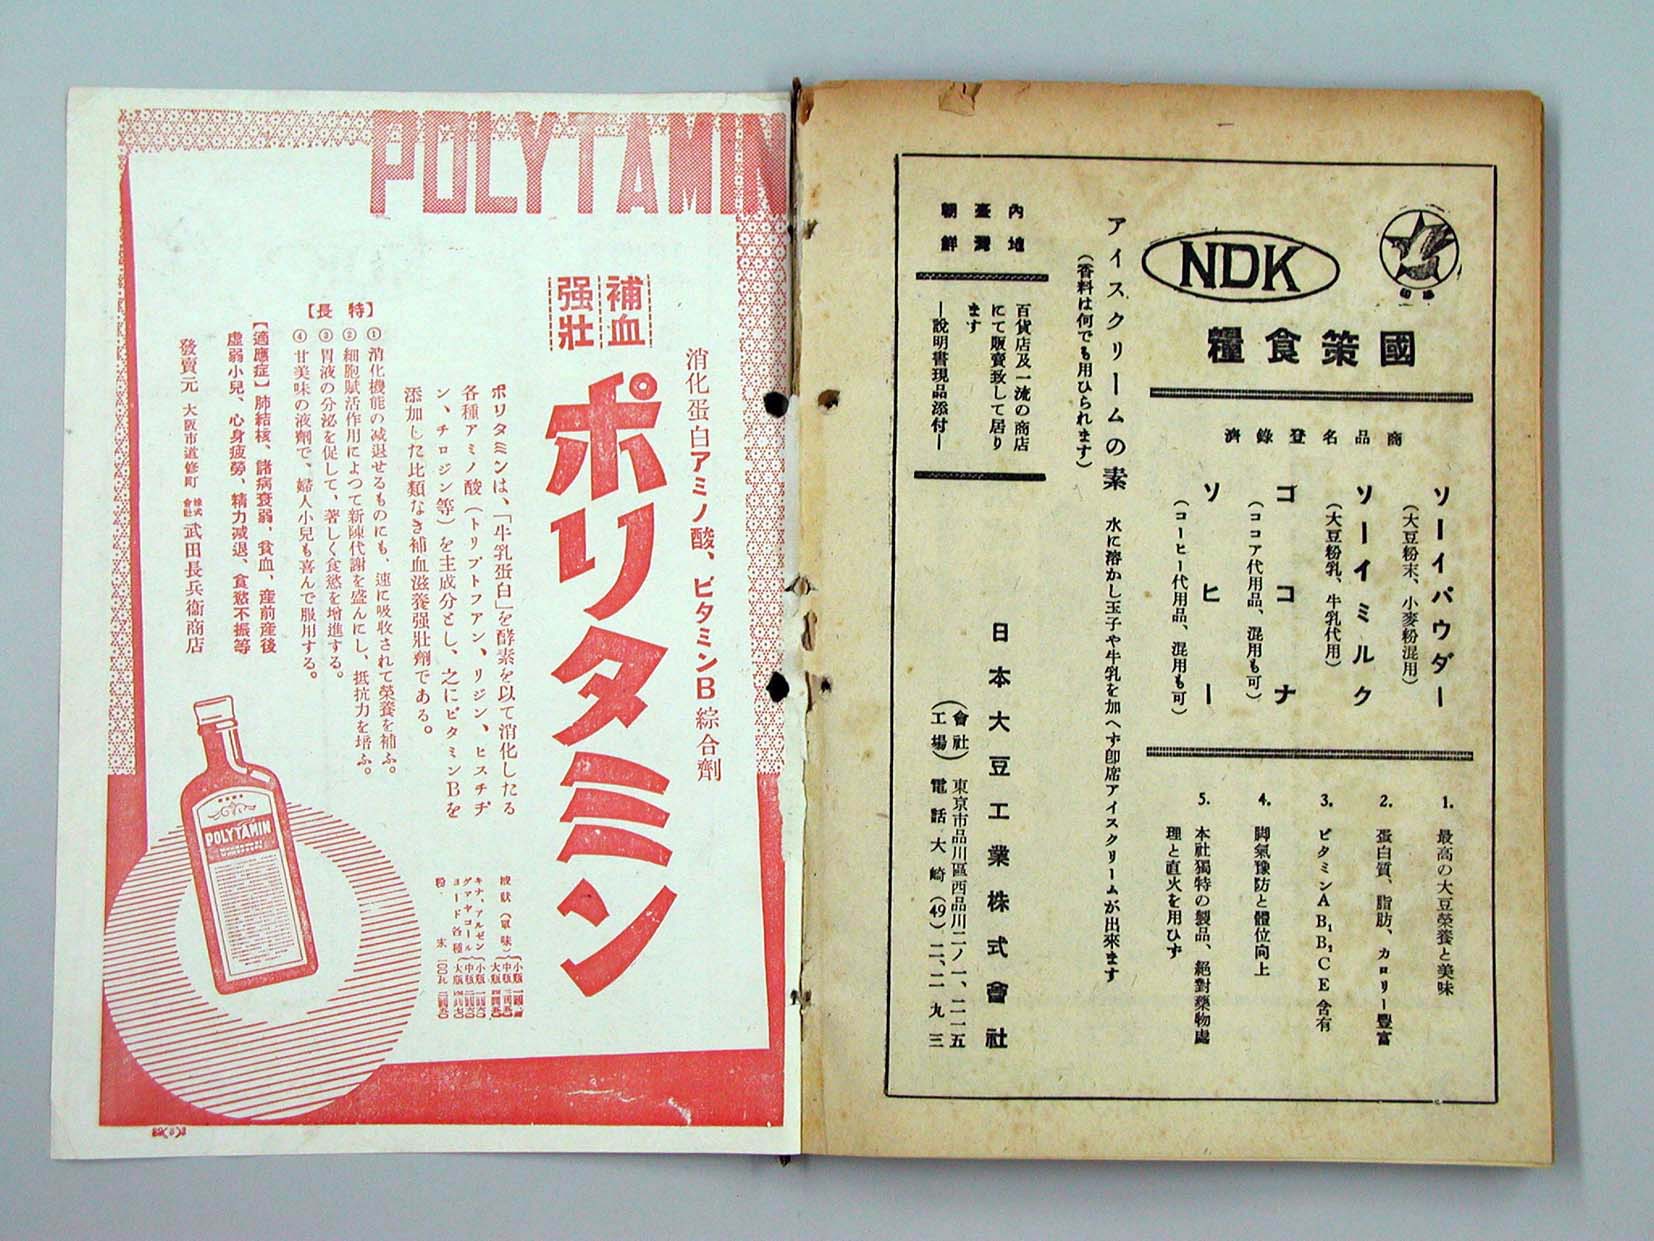 NDK
國策食糧
商品名登錄濟
ソーイパウダー
(大豆粉末、小麥粉混用)
ソーイミルク
(大豆粉乳、牛乳代用)
ゴコナ
(ココア代用品、混用も可)
ソヒー
(コーヒー代用品、混用も可)
1. 最高の大豆榮養と美味
2. 蛋白質、脂肪、カロリー豐富
3. ビタミンAB₁B₂CE含有
4. 脚氣豫防と體位向上
5. 本社獨特の製品、絕對藥物處
理と直火を用ひず
アイスクリームの素 水に溶かし玉子や牛乳を加へず卽席アイスクリームが出來ます
(香料は何でも用ひられます)
內地
臺灣
朝鮮
百貨店及一流の商店
にて販賣致して居り
ます
―說明書現品添付―
日本大豆工業株式會社
(會社) 東京市品川區西品川二ノ一、二一五
(工場) 電話大崎(49)二、二九三
POLYTAMIN
消化蛋白アミノ酸、ビタミンB綜合劑
補血
强壯
ポリタミン
ポリタミンは、「牛乳蛋白」を酵素を以て消化したる
各種アミノ酸(トリプトフアン、リジン、ヒスチヂ
ン、チロジン等)を主成分とし、之にビタミンBを
添加した比類なき補血滋養强壯劑である。
【特長】
① 消化機能の減退せるものにも、速に吸收されて榮養を補ふ。
② 細胞賦活作用によつて新陳代謝を盛んにし、抵抗力を培ふ。
③ 胃液の分泌を促して、著しく食慾を增進する。
④ 甘美味の液劑で、婦人小兒も喜んで服用する。
【適應症】肺結核、諸病衰弱、貧血、產前產後
虛弱小兒、心身疲勞、精力減退、食慾不振等
發賣元 大阪市道修町 株式會社 武田長兵衞商店
POLYTAMIN